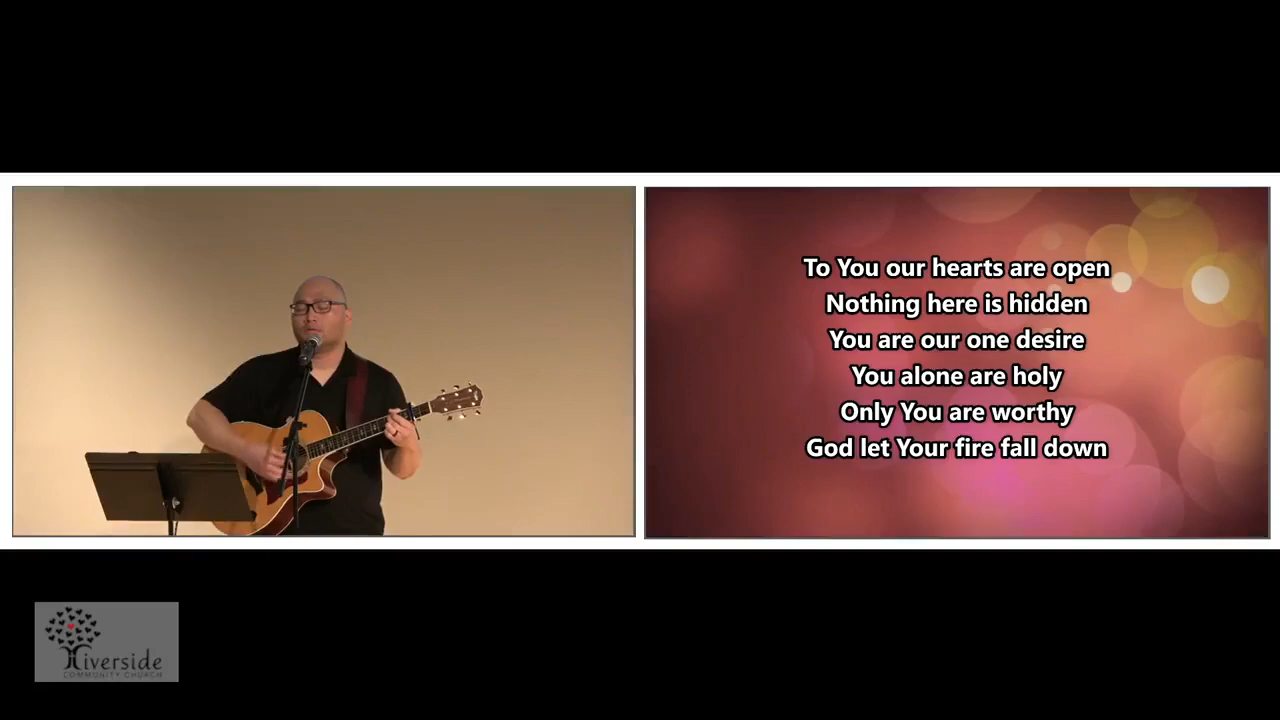 To You our hearts are open
Nothing here is hidden
You are our one desire
You alone are holy
Only You are worthy
God let Your fire fall down
Riverside
COMMUNITY CHURCH